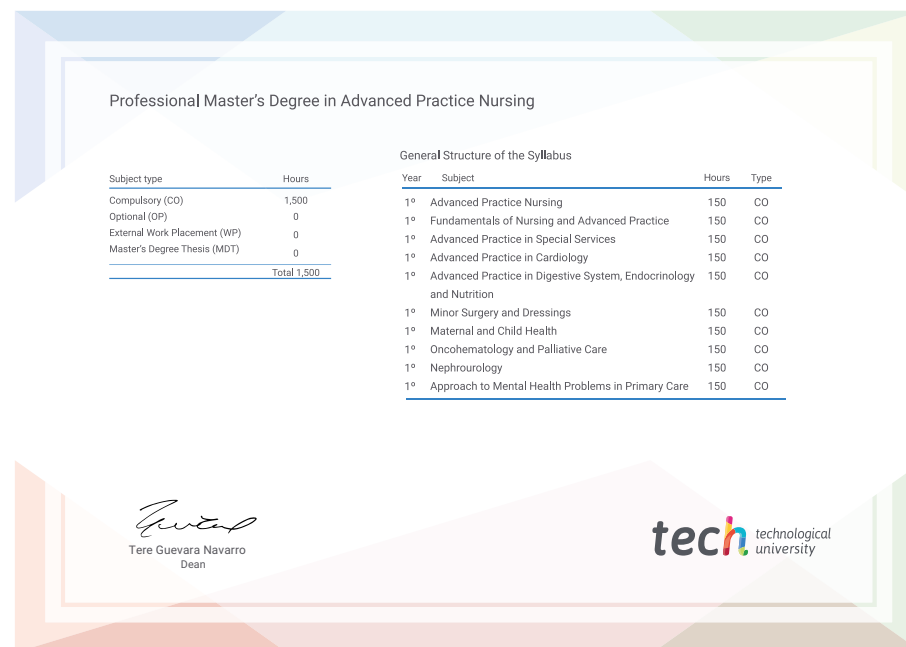 Professional Master's Degree in Advanced Practice Nursing
Subject type Hours
Compulsory (CO) 1,500
Optional (OP) 0
External Work Placement (WP) 0
Master's Degree Thesis (MDT) 0
Total 1,500
General Structure of the Syllabus
Year Subject Hours Type
1º Advanced Practice Nursing 150 CO
1º Fundamentals of Nursing and Advanced Practice 150 CO
1º Advanced Practice in Special Services 150 CO
1º Advanced Practice in Cardiology 150 CO
1º Advanced Practice in Digestive System, Endocrinology 150 CO
and Nutrition
1º Minor Surgery and Dressings 150 CO
1º Maternal and Child Health 150 CO
1º Oncohematology and Palliative Care 150 CO
1º Nephrourology 150 CO
1º Approach to Mental Health Problems in Primary Care 150 CO
Tere Guevara Navarro
Dean
tech technological
university